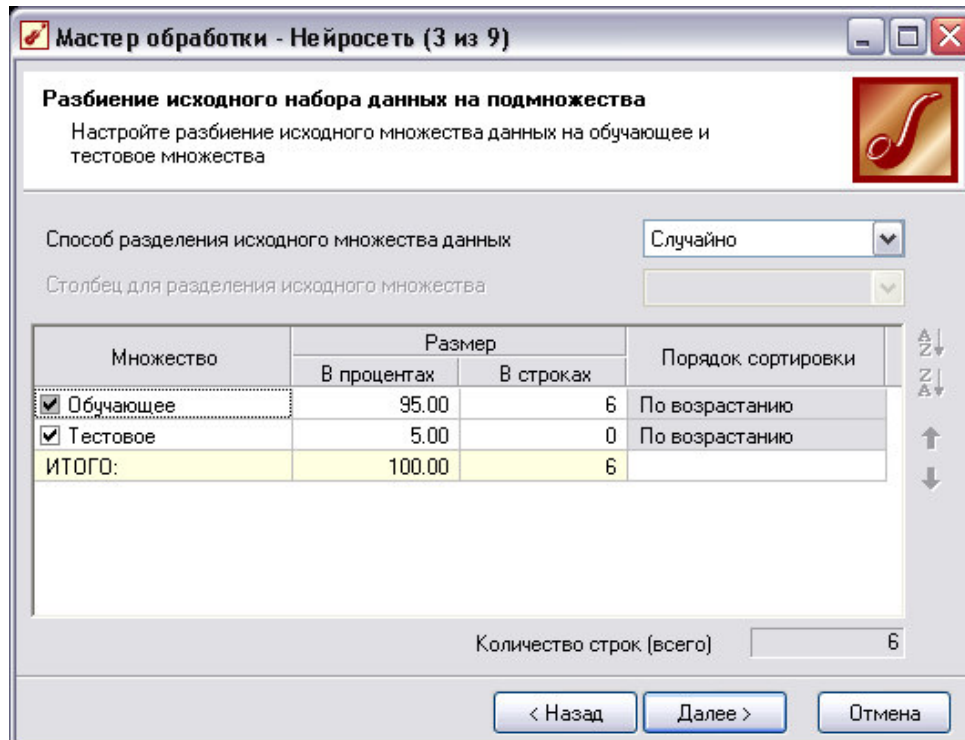 Мастер обработки - Нейросеть (3 из 9)
Разбиение исходного набора данных на подмножества
Настройте разбиение исходного множества данных на обучающее и
тестовое множества
Способ разделения исходного множества данных Случайно
Столбец для разделения исходного множества
Множество Размер Порядок сортировки
В процентах В строках
Обучающее 95.00 6 По возрастанию
Тестовое 5.00 0 По возрастанию
ИТОГО: 100.00 6
Количество строк (всего) 6
< Назад Далее > Отмена
A Z
Z A